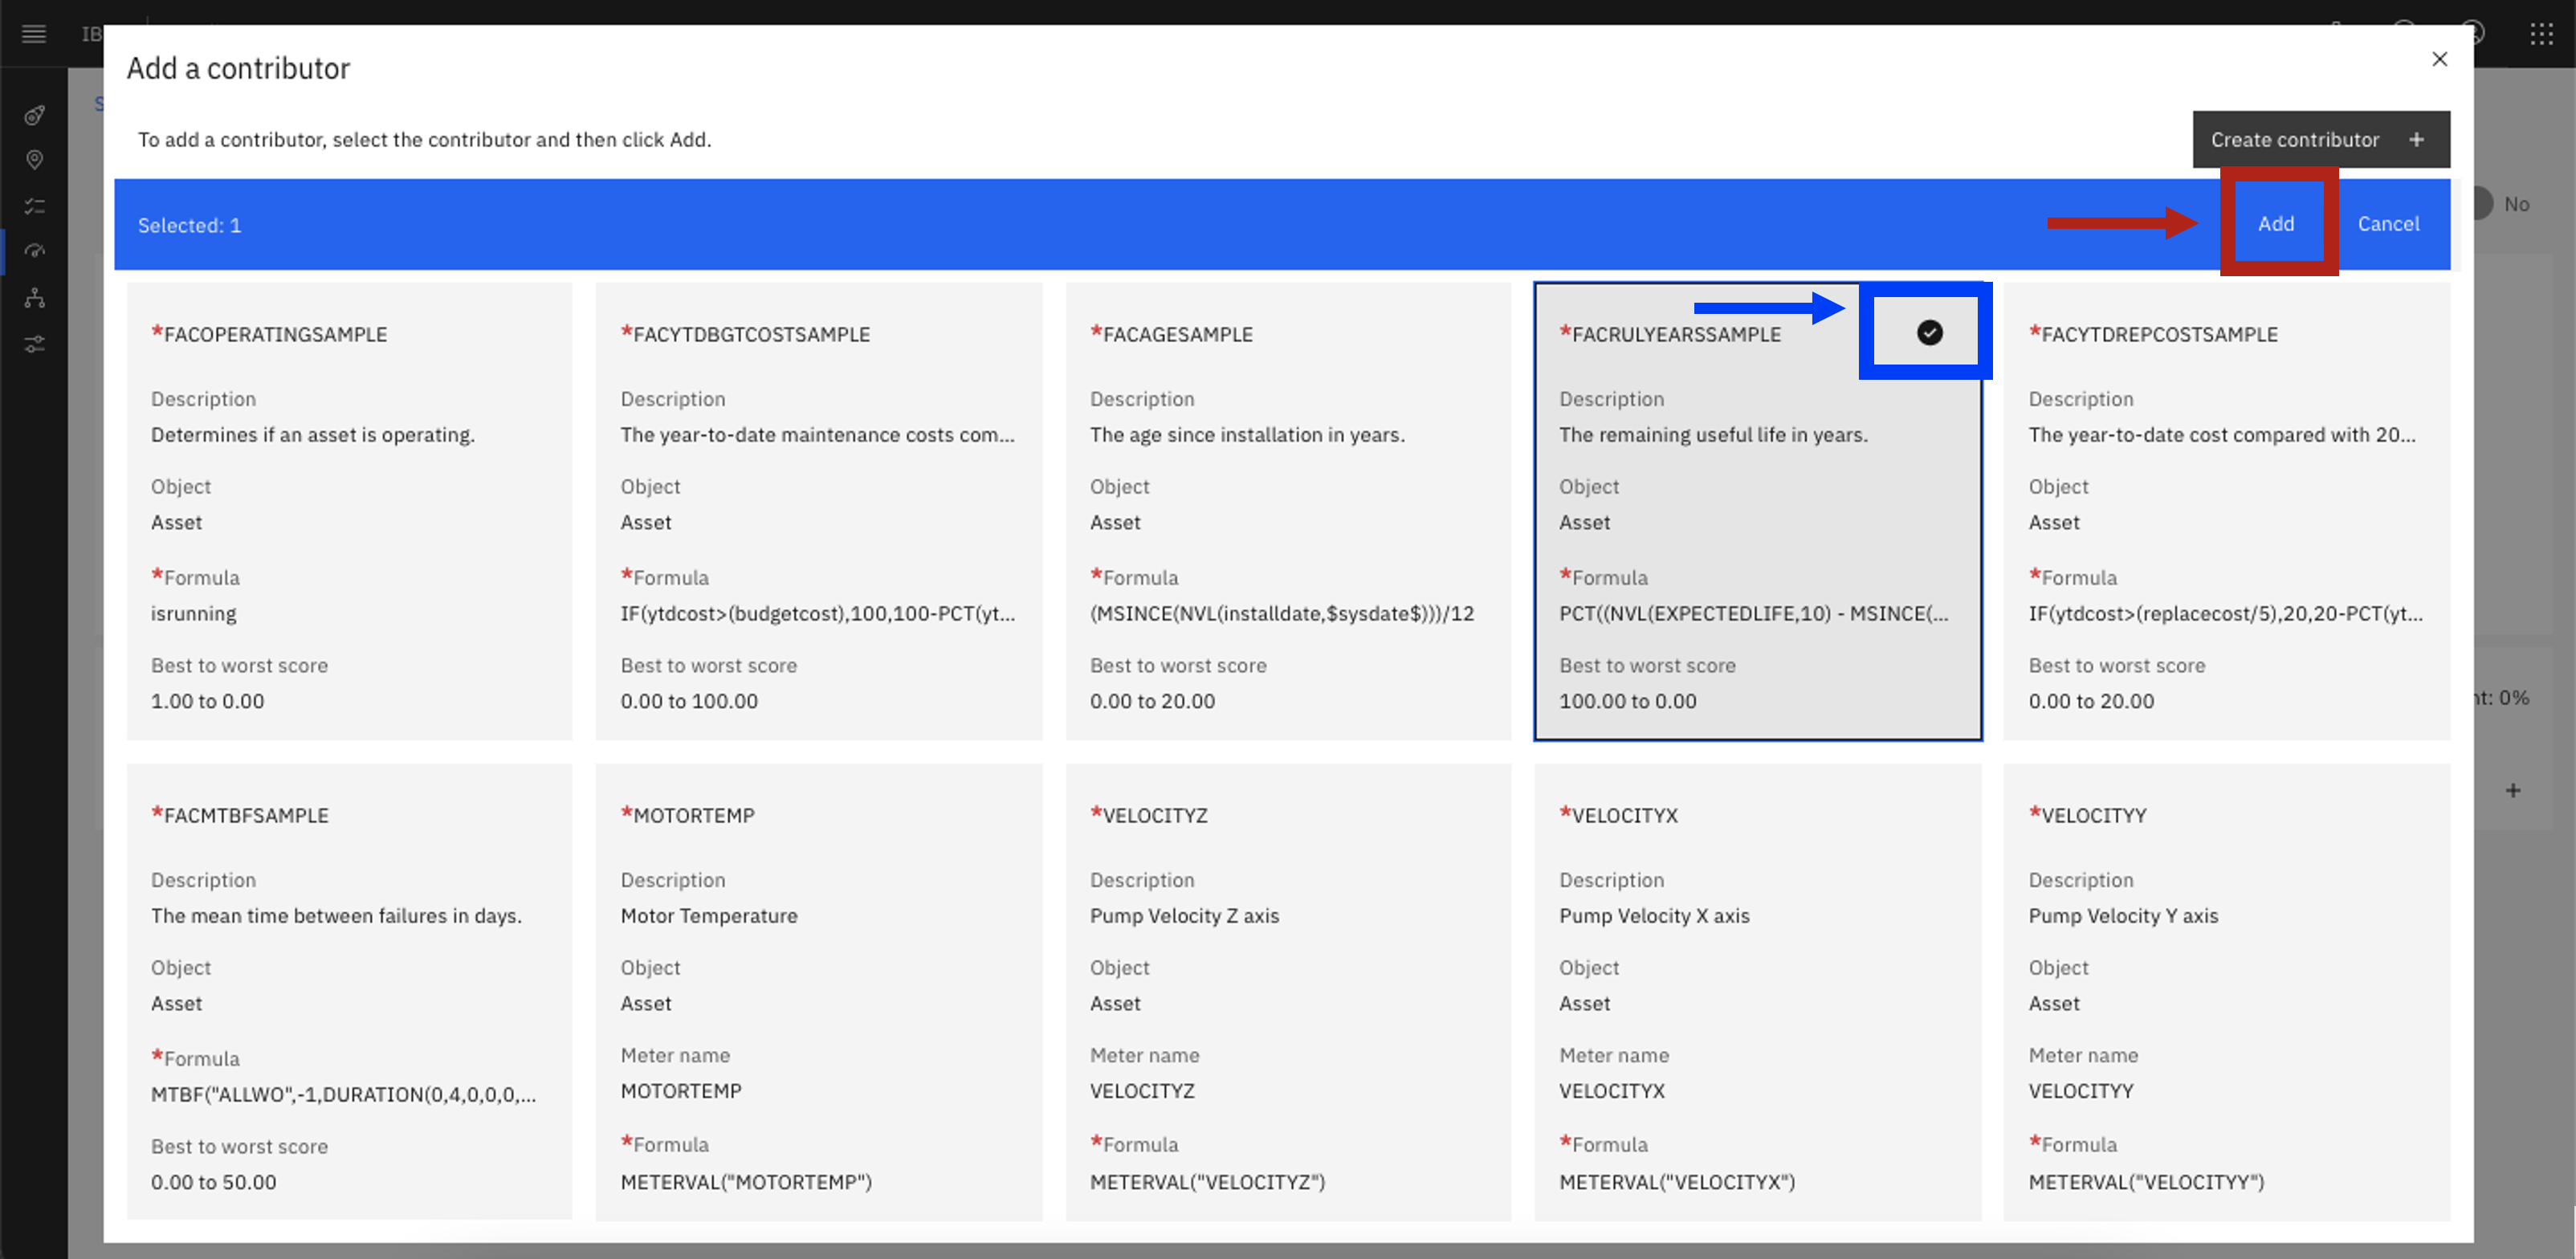 IB
Add a contributor
To add a contributor, select the contributor and then click Add.
Create contributor +
Selected: 1
Add
Cancel
No
*FACOPERATINGSAMPLE
Description
Determines if an asset is operating.
Object
Asset
*Formula
isrunning
Best to worst score
1.00 to 0.00
*FACYTDBGTCOSTSAMPLE
Description
The year-to-date maintenance costs com...
Object
Asset
*Formula
IF(ytdcost>(budgetcost),100,100-PCT(yt...
Best to worst score
0.00 to 100.00
*FACAGESAMPLE
Description
The age since installation in years.
Object
Asset
*Formula
(MSINCE(NVL(installdate,$sysdate$)))/12
Best to worst score
0.00 to 20.00
*FACRULYEARSSAMPLE
Description
The remaining useful life in years.
Object
Asset
*Formula
PCT((NVL(EXPECTEDLIFE,10) - MSINCE(...
Best to worst score
100.00 to 0.00
*FACYTDREPCOSTSAMPLE
Description
The year-to-date cost compared with 20...
Object
Asset
*Formula
IF(ytdcost>(replacecost/5),20,20-PCT(yt...
Best to worst score
0.00 to 20.00
nt: 0%
*FACMTBFSAMPLE
Description
The mean time between failures in days.
Object
Asset
*Formula
MTBF("ALLWO",-1,DURATION(0,4,0,0,0,...
Best to worst score
0.00 to 50.00
*MOTORTEMP
Description
Motor Temperature
Object
Asset
Meter name
MOTORTEMP
*Formula
METERVAL("MOTORTEMP")
*VELOCITYZ
Description
Pump Velocity Z axis
Object
Asset
Meter name
VELOCITYZ
*Formula
METERVAL("VELOCITYZ")
*VELOCITYX
Description
Pump Velocity X axis
Object
Asset
Meter name
VELOCITYX
*Formula
METERVAL("VELOCITYX")
*VELOCITYY
Description
Pump Velocity Y axis
Object
Asset
Meter name
VELOCITYY
*Formula
METERVAL("VELOCITYY")